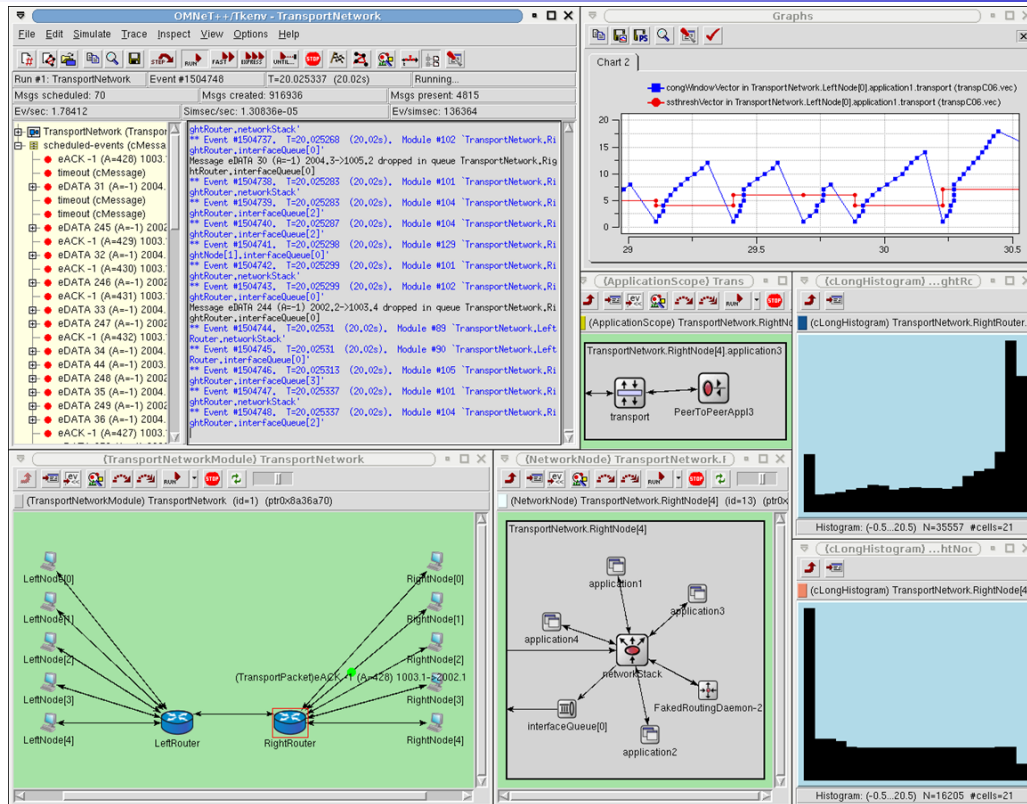 OMNeT++/Tkenv - TransportNetwork
File Edit Simulate Trace Inspect View Options Help
STEP RUN FAST EXPRESS UNTIL... STOP
Run #1: TransportNetwork Event #1504748 T=20.025337 (20.02s) Running...
Msgs scheduled: 70 Msgs created: 916936 Msgs present: 4815
Ev/sec: 1.78412 Simsec/sec: 1.30836e-05 Ev/simsec: 136364
TransportNetwork (Transpor
scheduled-events (cMessa
eACK -1 (A=428) 1003.
timeout (cMessage)
eDATA 31 (A=-1) 2004.
timeout (cMessage)
timeout (cMessage)
eDATA 245 (A=-1) 2002
eACK -1 (A=429) 1003.
eDATA 32 (A=-1) 2004.
eACK -1 (A=430) 1003.
eDATA 246 (A=-1) 2002
eACK -1 (A=431) 1003.
eDATA 33 (A=-1) 2004.
eDATA 247 (A=-1) 2002
eACK -1 (A=432) 1003.
eDATA 34 (A=-1) 2004.
eDATA 44 (A=-1) 2003.
eDATA 248 (A=-1) 2002
eDATA 35 (A=-1) 2004.
eDATA 249 (A=-1) 2002
eDATA 36 (A=-1) 2004.
eACK -1 (A=427) 1003.
ghtRouter.networkStack'
** Event #1504737. T=20.025268 (20.02s). Module #102 `TransportNetwork.Ri
ghtRouter.interfaceQueue[0]'
Message eDATA 30 (A=-1) 2004.3->1005.2 dropped in queue TransportNetwork.Rig
htRouter.interfaceQueue[0]
** Event #1504738. T=20.025283 (20.02s). Module #101 `TransportNetwork.Ri
ghtRouter.networkStack'
** Event #1504739. T=20.025283 (20.02s). Module #104 `TransportNetwork.Ri
ghtRouter.interfaceQueue[2]'
** Event #1504740. T=20.025287 (20.02s). Module #104 `TransportNetwork.Ri
ghtRouter.interfaceQueue[2]'
** Event #1504741. T=20.025298 (20.02s). Module #129 `TransportNetwork.Ri
ghtNode[1].interfaceQueue[0]'
** Event #1504742. T=20.025299 (20.02s). Module #101 `TransportNetwork.Ri
ghtRouter.networkStack'
** Event #1504743. T=20.025299 (20.02s). Module #102 `TransportNetwork.Ri
ghtRouter.interfaceQueue[0]'
Message eDATA 244 (A=-1) 2002.2->1003.4 dropped in queue TransportNetwork.Ri
ghtRouter.interfaceQueue[0]
** Event #1504744. T=20.02531 (20.02s). Module #89 `TransportNetwork.Left
Router.networkStack'
** Event #1504745. T=20.02531 (20.02s). Module #90 `TransportNetwork.Left
Router.interfaceQueue[0]'
** Event #1504746. T=20.025313 (20.02s). Module #105 `TransportNetwork.Ri
ghtRouter.interfaceQueue[3]'
** Event #1504747. T=20.025337 (20.02s). Module #101 `TransportNetwork.Ri
ghtRouter.networkStack'
** Event #1504748. T=20.025337 (20.02s). Module #104 `TransportNetwork.Ri
ghtRouter.interfaceQueue[2]'
Graphs
Chart 2
congWindowVector in TransportNetwork.LeftNode[0].application1.transport (transpC06.vec)
ssthreshVector in TransportNetwork.LeftNode[0].application1.transport (transpC06.vec)
20
15
10
5
0
29 29.5 30 30.5
(ApplicationScope) Trans
RUN STOP
(ApplicationScope) TransportNetwork.RightNo
TransportNetwork.RightNode[4].application3
transport
PeerToPeerAppl3
(cLongHistogram) ...ghtRo
(cLongHistogram) TransportNetwork.RightRouter.
Histogram: (-0.5...20.5) N=35557 #cells=21
(TransportNetworkModule) TransportNetwork
RUN STOP
(TransportNetworkModule) TransportNetwork (id=1) (ptr0x8a36a70)
LeftNode[0]
LeftNode[1]
LeftNode[2]
LeftNode[3]
LeftNode[4]
LeftRouter
RightRouter
(TransportPacket)eACK -1 (A=428) 1003.1->2002.1
RightNode[0]
RightNode[1]
RightNode[2]
RightNode[3]
RightNode[4]
(NetworkNode) TransportNetwork.F
RUN STOP
(NetworkNode) TransportNetwork.RightNode[4] (id=13) (ptr0x
TransportNetwork.RightNode[4]
application1
application3
application4
networkStack
FakedRoutingDaemon-2
interfaceQueue[0]
application2
(cLongHistogram) ...htNoc
(cLongHistogram) TransportNetwork.RightNode[4
Histogram: (-0.5...20.5) N=16205 #cells=21